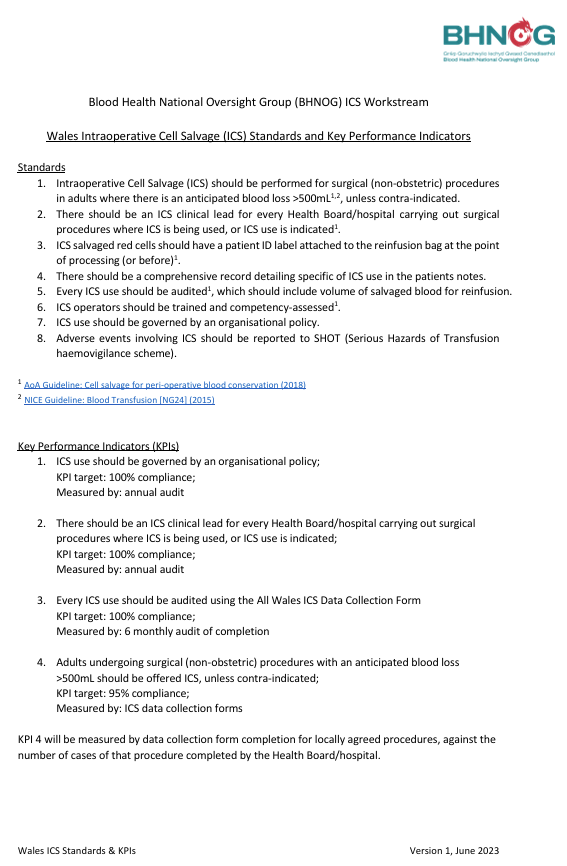 BHNOG
Grŵp Goruchwylio Iechyd Gwaed Cenedlaethol
Blood Health National Oversight Group
Blood Health National Oversight Group (BHNOG) ICS Workstream
Wales Intraoperative Cell Salvage (ICS) Standards and Key Performance Indicators
Standards
1. Intraoperative Cell Salvage (ICS) should be performed for surgical (non-obstetric) procedures
in adults where there is an anticipated blood loss >500mL1,2, unless contra-indicated.
2. There should be an ICS clinical lead for every Health Board/hospital carrying out surgical
procedures where ICS is being used, or ICS use is indicated1.
3. ICS salvaged red cells should have a patient ID label attached to the reinfusion bag at the point
of processing (or before)1.
4. There should be a comprehensive record detailing specific of ICS use in the patients notes.
5. Every ICS use should be audited1, which should include volume of salvaged blood for reinfusion.
6. ICS operators should be trained and competency-assessed1.
7. ICS use should be governed by an organisational policy.
8. Adverse events involving ICS should be reported to SHOT (Serious Hazards of Transfusion
haemovigilance scheme).
1 AoA Guideline: Cell salvage for peri-operative blood conservation (2018)
2 NICE Guideline: Blood Transfusion [NG24] (2015)
Key Performance Indicators (KPIs)
1. ICS use should be governed by an organisational policy;
KPI target: 100% compliance;
Measured by: annual audit
2. There should be an ICS clinical lead for every Health Board/hospital carrying out surgical
procedures where ICS is being used, or ICS use is indicated;
KPI target: 100% compliance;
Measured by: annual audit
3. Every ICS use should be audited using the All Wales ICS Data Collection Form
KPI target: 100% compliance;
Measured by: 6 monthly audit of completion
4. Adults undergoing surgical (non-obstetric) procedures with an anticipated blood loss
>500mL should be offered ICS, unless contra-indicated;
KPI target: 95% compliance;
Measured by: ICS data collection forms
KPI 4 will be measured by data collection form completion for locally agreed procedures, against the
number of cases of that procedure completed by the Health Board/hospital.
Wales ICS Standards & KPIs
Version 1, June 2023